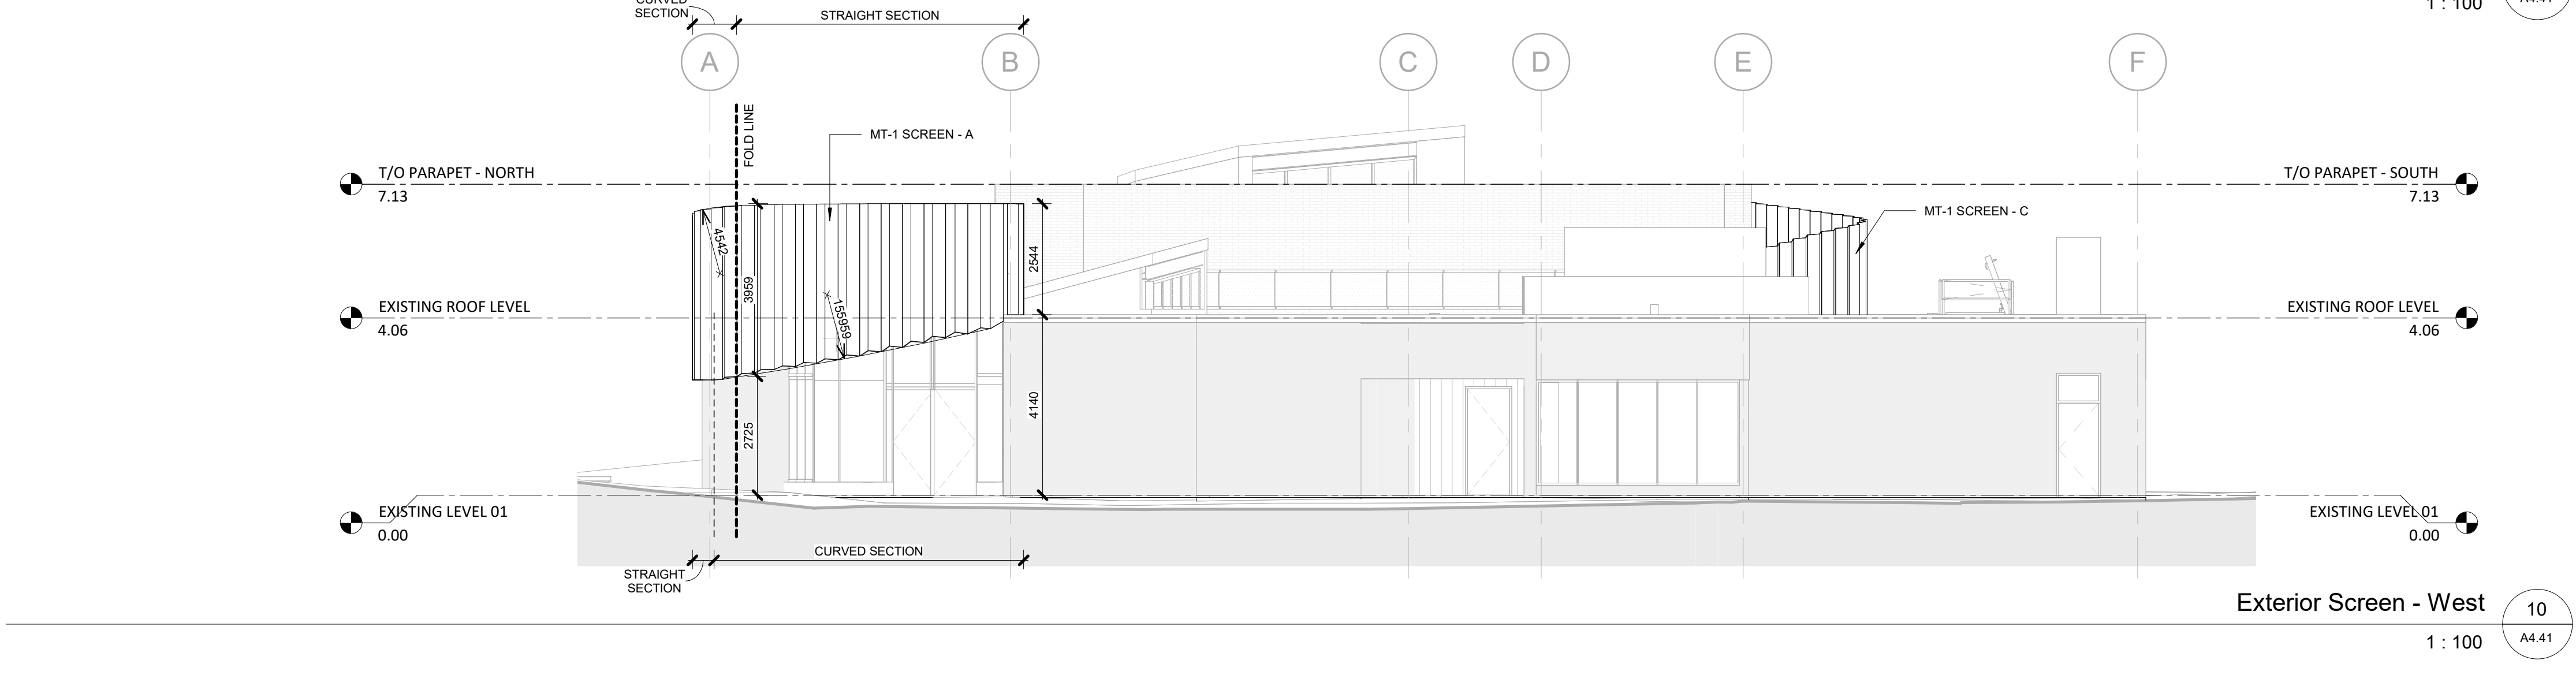 CURVED
SECTION
STRAIGHT SECTION
1 : 100
A4.41
A
B
C
D
E
F
FOLD LINE
MT-1 SCREEN - A
T/O PARAPET - NORTH
7.13
T/O PARAPET - SOUTH
7.13
MT-1 SCREEN - C
4542
3959
2544
155959
EXISTING ROOF LEVEL
4.06
EXISTING ROOF LEVEL
4.06
2725
4140
EXISTING LEVEL 01
0.00
EXISTING LEVEL 01
0.00
CURVED SECTION
STRAIGHT
SECTION
Exterior Screen - West
10
1 : 100
A4.41